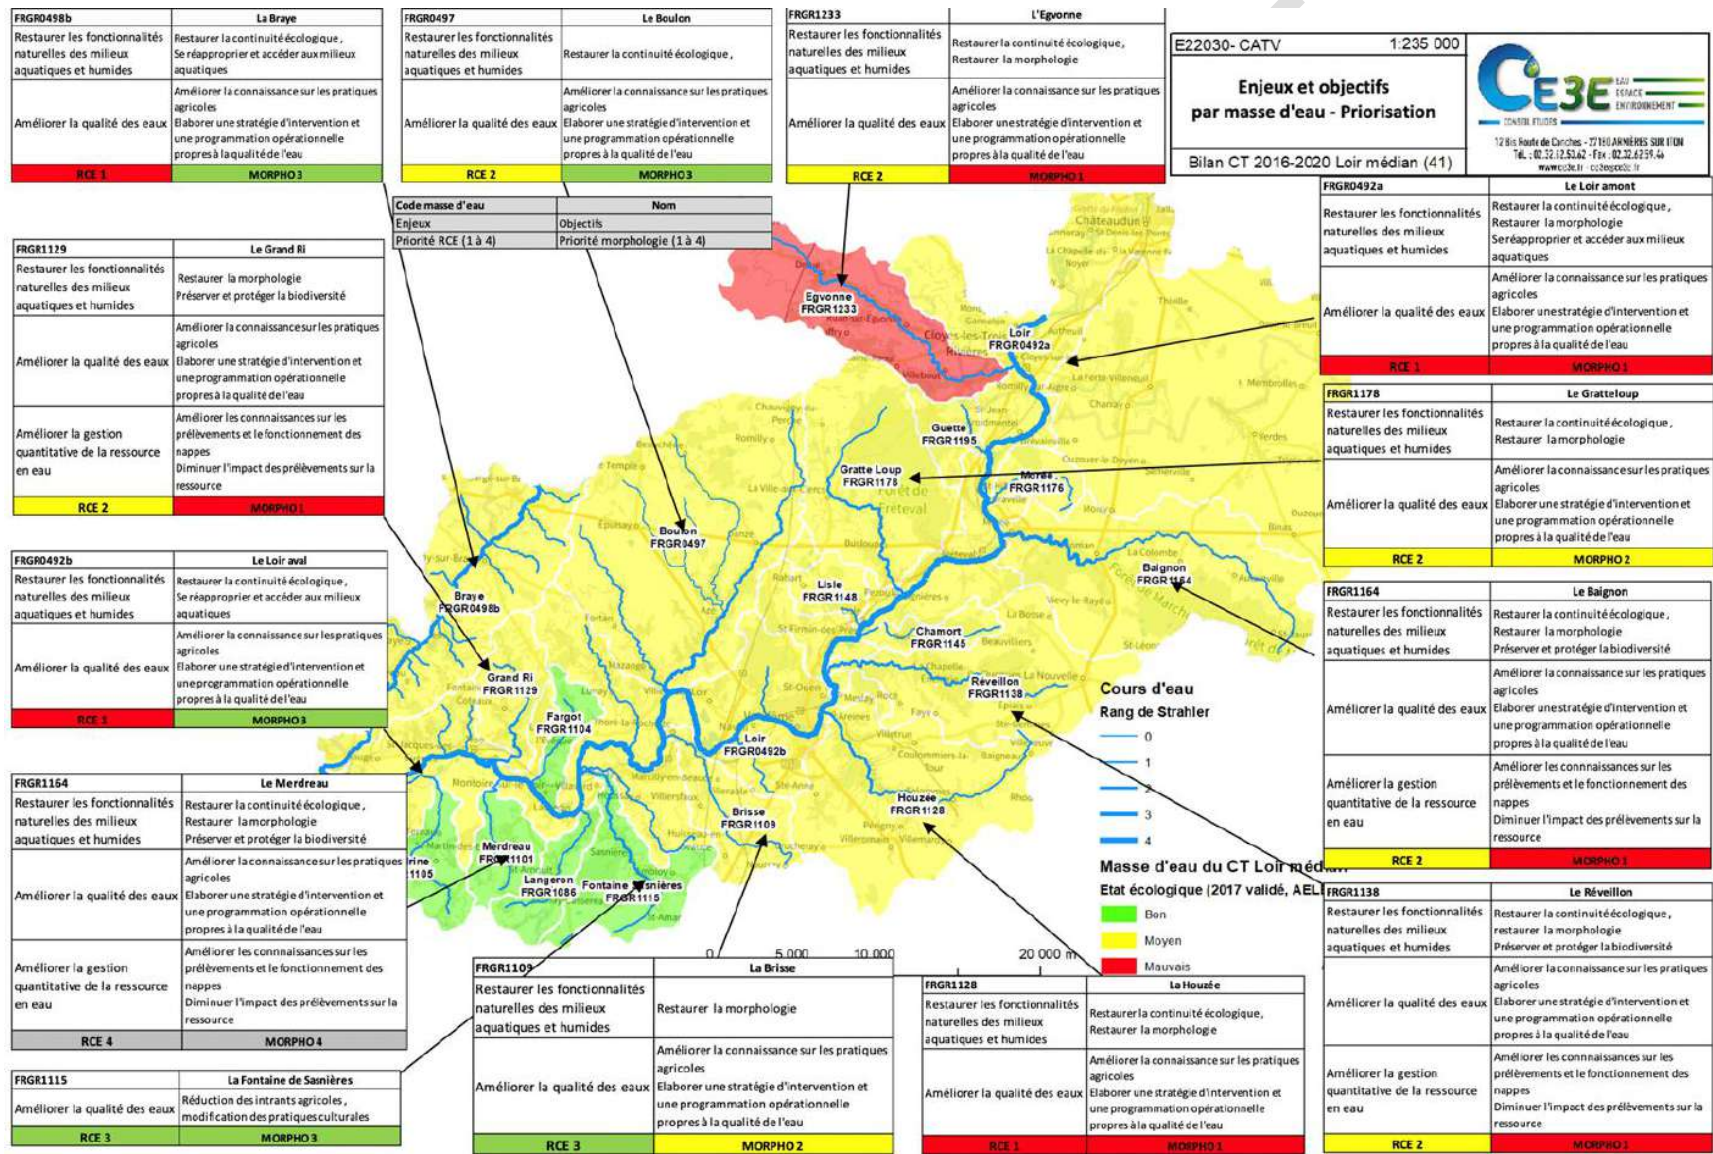 FRGR0498b La Braye
Restaurer les fonctionnalités naturelles des milieux aquatiques et humides
Restaurer la continuité écologique,
Se réapproprier et accéder aux milieux aquatiques
Améliorer la qualité des eaux
Améliorer la connaissance sur les pratiques agricoles
Elaborer une stratégie d'intervention et une programmation opérationnelle propres à la qualité de l'eau
RCE 1 MORPHO 3
FRGR0497 Le Boulon
Restaurer les fonctionnalités naturelles des milieux aquatiques et humides
Restaurer la continuité écologique,
Améliorer la qualité des eaux
Améliorer la connaissance sur les pratiques agricoles
Elaborer une stratégie d'intervention et une programmation opérationnelle propres à la qualité de l'eau
RCE 2 MORPHO 3
FRGR1233 L'Egvonne
Restaurer les fonctionnalités naturelles des milieux aquatiques et humides
Restaurer la continuité écologique,
Restaurer la morphologie
Améliorer la qualité des eaux
Améliorer la connaissance sur les pratiques agricoles
Elaborer une stratégie d'intervention et une programmation opérationnelle propres à la qualité de l'eau
RCE 2 MORPHO 1
E22030- CATV 1:235 000
Enjeux et objectifs
par masse d'eau - Priorisation
Bilan CT 2016-2020 Loir médian (41)
CE3E
EAU
ESPACE
ENVIRONNEMENT
CONSEIL ETUDES
Code masse d'eau Nom
Enjeux Objectifs
Priorité RCE (1 à 4) Priorité morphologie (1 à 4)
FRGR0492a Le Loir amont
Restaurer les fonctionnalités naturelles des milieux aquatiques et humides
Restaurer la continuité écologique,
Restaurer la morphologie
Se réapproprier et accéder aux milieux aquatiques
Améliorer la qualité des eaux
Améliorer la connaissance sur les pratiques agricoles
Elaborer une stratégie d'intervention et une programmation opérationnelle propres à la qualité de l'eau
RCE 1 MORPHO 1
FRGR1129 Le Grand Ri
Restaurer les fonctionnalités naturelles des milieux aquatiques et humides
Restaurer la morphologie
Préserver et protéger la biodiversité
Améliorer la qualité des eaux
Améliorer la connaissance sur les pratiques agricoles
Elaborer une stratégie d'intervention et une programmation opérationnelle propres à la qualité de l'eau
Améliorer la gestion quantitative de la ressource en eau
Améliorer les connnaissances sur les prélèvements et le fonctionnement des nappes
Diminuer l'impact des prélèvements sur la ressource
RCE 2 MORPHO 1
FRGR1178 Le Gratteloup
Restaurer les fonctionnalités naturelles des milieux aquatiques et humides
Restaurer la continuité écologique,
Restaurer la morphologie
Améliorer la qualité des eaux
Améliorer la connaissance sur les pratiques agricoles
Elaborer une stratégie d'intervention et une programmation opérationnelle propres à la qualité de l'eau
RCE 2 MORPHO 2
FRGR0492b Le Loir aval
Restaurer les fonctionnalités naturelles des milieux aquatiques et humides
Restaurer la continuité écologique,
Se réapproprier et accéder aux milieux aquatiques
Améliorer la qualité des eaux
Améliorer la connaissance sur les pratiques agricoles
Elaborer une stratégie d'intervention et une programmation opérationnelle propres à la qualité de l'eau
RCE 1 MORPHO 3
FRGR1164 Le Baignon
Restaurer les fonctionnalités naturelles des milieux aquatiques et humides
Restaurer la continuité écologique,
Restaurer la morphologie
Préserver et protéger la biodiversité
Améliorer la qualité des eaux
Améliorer la connaissance sur les pratiques agricoles
Elaborer une stratégie d'intervention et une programmation opérationnelle propres à la qualité de l'eau
Améliorer la gestion quantitative de la ressource en eau
Améliorer les connaissances sur les prélèvements et le fonctionnement des nappes
Diminuer l'impact des prélèvements sur la ressource
RCE 2 MORPHO 1
FRGR1164 Le Merdreau
Restaurer les fonctionnalités naturelles des milieux aquatiques et humides
Restaurer la continuité écologique,
Restaurer la morphologie
Préserver et protéger la biodiversité
Améliorer la qualité des eaux
Améliorer la connaissance sur les pratiques agricoles
Elaborer une stratégie d'intervention et une programmation opérationnelle propres à la qualité de l'eau
Améliorer la gestion quantitative de la ressource en eau
Améliorer les connnaissances sur les prélèvements et le fonctionnement des nappes
Diminuer l'impact des prélèvements sur la ressource
RCE 4 MORPHO 4
FRGR1138 Le Réveillon
Restaurer les fonctionnalités naturelles des milieux aquatiques et humides
Restaurer la continuité écologique,
restaurer la morphologie
Préserver et protéger la biodiversité
Améliorer la qualité des eaux
Améliorer la connaissance sur les pratiques agricoles
Elaborer une stratégie d'intervention et une programmation opérationnelle propres à la qualité de l'eau
Améliorer la gestion quantitative de la ressource en eau
Améliorer les connnaissances sur les prélèvements et le fonctionnement des nappes
Diminuer l'impact des prélèvements sur la ressource
RCE 2 MORPHO 1
FRGR1115 La Fontaine de Sasnières
Améliorer la qualité des eaux
Réduction des intrants agricoles,
modification des pratiques culturales
RCE 3 MORPHO 3
FRGR1109 La Brisse
Restaurer les fonctionnalités naturelles des milieux aquatiques et humides
Restaurer la morphologie
Améliorer la qualité des eaux
Améliorer la connaissance sur les pratiques agricoles
Elaborer une stratégie d'intervention et une programmation opérationnelle propres à la qualité de l'eau
RCE 3 MORPHO 2
FRGR1128 La Houzée
Restaurer les fonctionnalités naturelles des milieux aquatiques et humides
Restaurer la continuité écologique,
Restaurer la morphologie
Améliorer la qualité des eaux
Améliorer la connaissance sur les pratiques agricoles
Elaborer une stratégie d'intervention et une programmation opérationnelle propres à la qualité de l'eau
RCE 1 MORPHO 1
Egvonne
FRGR1233
Loir
FRGR0492a
Guette
FRGR1195
Gratte Loup
FRGR1178
Merée
FRGR1176
Boulon
FRGR0497
Baignon
FRGR1164
Lisle
FRGR1148
Braye
FRGR0498b
Chamort
FRGR1145
Grand Ri
FRGR1129
Réveillon
FRGR1138
Fargot
FRGR1104
Loir
FRGR0492b
Brisse
FRGR1109
Houzée
FRGR1128
Merdreau
FRGR1101
Langeron
FRGR1086
Fontaine Sasnières
FRGR1115
Châteaudun
Forêt de Fréteval
Cours d'eau
Rang de Strahler
0
1
2
3
4
Masse d'eau du CT Loir méd
Etat écologique (2017 validé, AEL
Bon
Moyen
Mauvais
0 5 000 10 000 20 000 m